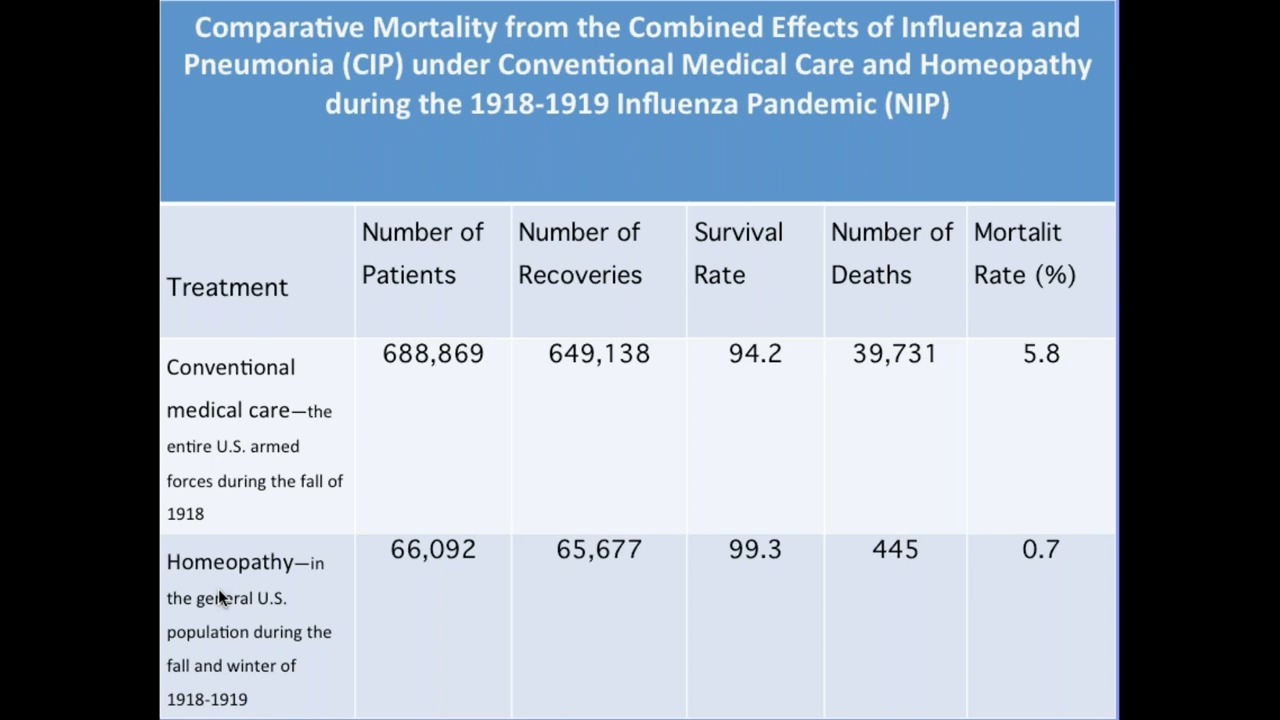 Comparative Mortality from the Combined Effects of Influenza and
Pneumonia (CIP) under Conventional Medical Care and Homeopathy
during the 1918-1919 Influenza Pandemic (NIP)
Treatment
Number of
Patients
Number of
Recoveries
Survival
Rate
Number of
Deaths
Mortalit
Rate (%)
Conventional
medical care—the
entire U.S. armed
forces during the fall of
1918
688,869
649,138
94.2
39,731
5.8
Homeopathy—in
the general U.S.
population during the
fall and winter of
1918-1919
66,092
65,677
99.3
445
0.7